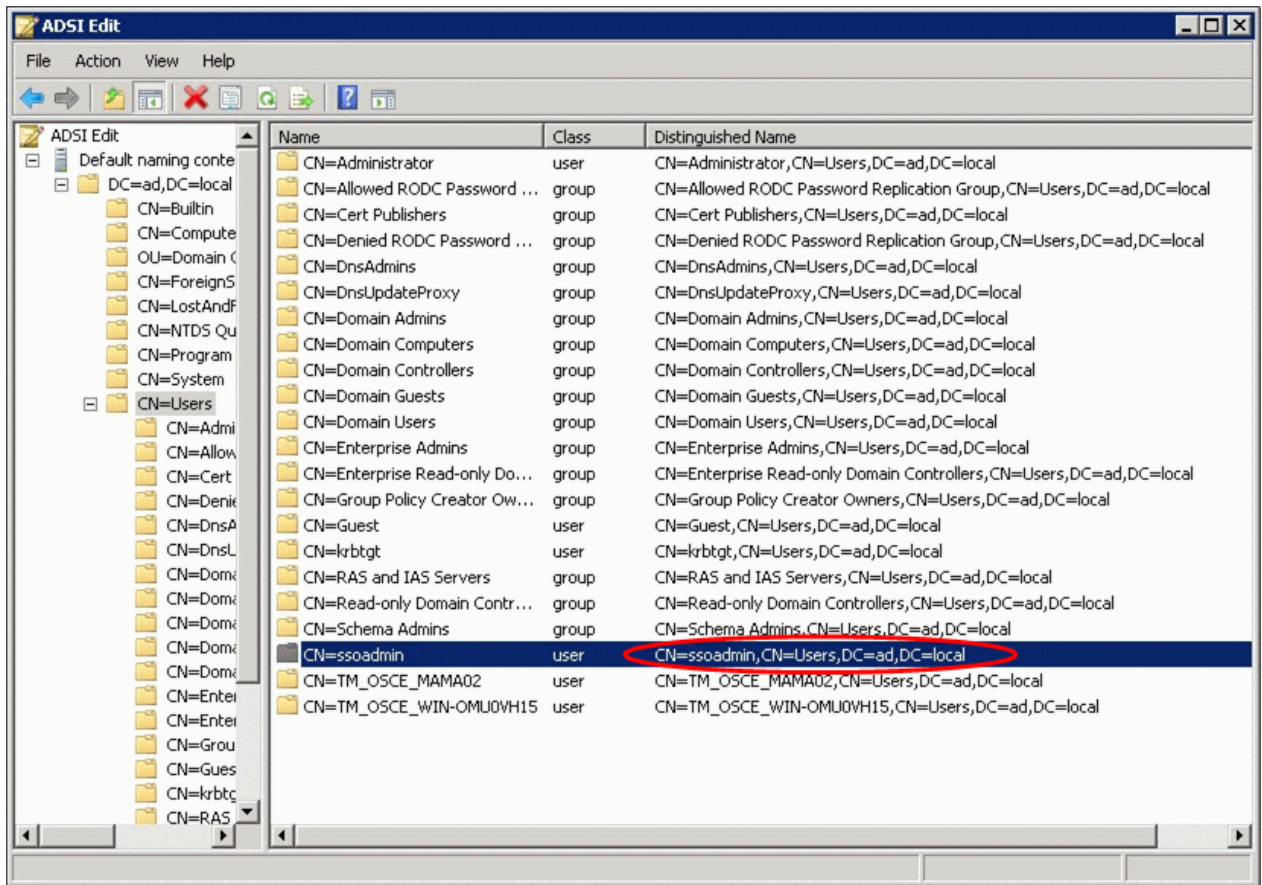 ADSI Edit
File Action View Help
ADSI Edit
Default naming conte
DC=ad,DC=local
CN=Builtin
CN=Compute
OU=Domain C
CN=ForeignS
CN=LostAndF
CN=NTDS Qu
CN=Program
CN=System
CN=Users
CN=Admi
CN=Allow
CN=Cert
CN=Denie
CN=DnsA
CN=DnsU
CN=Doma
CN=Doma
CN=Doma
CN=Doma
CN=Doma
CN=Enter
CN=Enter
CN=Grou
CN=Gues
CN=krbtg
CN=RAS
Name Class Distinguished Name
CN=Administrator user CN=Administrator,CN=Users,DC=ad,DC=local
CN=Allowed RODC Password ... group CN=Allowed RODC Password Replication Group,CN=Users,DC=ad,DC=local
CN=Cert Publishers group CN=Cert Publishers,CN=Users,DC=ad,DC=local
CN=Denied RODC Password ... group CN=Denied RODC Password Replication Group,CN=Users,DC=ad,DC=local
CN=DnsAdmins group CN=DnsAdmins,CN=Users,DC=ad,DC=local
CN=DnsUpdateProxy group CN=DnsUpdateProxy,CN=Users,DC=ad,DC=local
CN=Domain Admins group CN=Domain Admins,CN=Users,DC=ad,DC=local
CN=Domain Computers group CN=Domain Computers,CN=Users,DC=ad,DC=local
CN=Domain Controllers group CN=Domain Controllers,CN=Users,DC=ad,DC=local
CN=Domain Guests group CN=Domain Guests,CN=Users,DC=ad,DC=local
CN=Domain Users group CN=Domain Users,CN=Users,DC=ad,DC=local
CN=Enterprise Admins group CN=Enterprise Admins,CN=Users,DC=ad,DC=local
CN=Enterprise Read-only Do... group CN=Enterprise Read-only Domain Controllers,CN=Users,DC=ad,DC=local
CN=Group Policy Creator Ow... group CN=Group Policy Creator Owners,CN=Users,DC=ad,DC=local
CN=Guest user CN=Guest,CN=Users,DC=ad,DC=local
CN=krbtgt user CN=krbtgt,CN=Users,DC=ad,DC=local
CN=RAS and IAS Servers group CN=RAS and IAS Servers,CN=Users,DC=ad,DC=local
CN=Read-only Domain Contr... group CN=Read-only Domain Controllers,CN=Users,DC=ad,DC=local
CN=Schema Admins group CN=Schema Admins,CN=Users,DC=ad,DC=local
CN=ssoadmin user CN=ssoadmin,CN=Users,DC=ad,DC=local
CN=TM_OSCE_MAMA02 user CN=TM_OSCE_MAMA02,CN=Users,DC=ad,DC=local
CN=TM_OSCE_WIN-OMU0VH15 user CN=TM_OSCE_WIN-OMU0VH15,CN=Users,DC=ad,DC=local